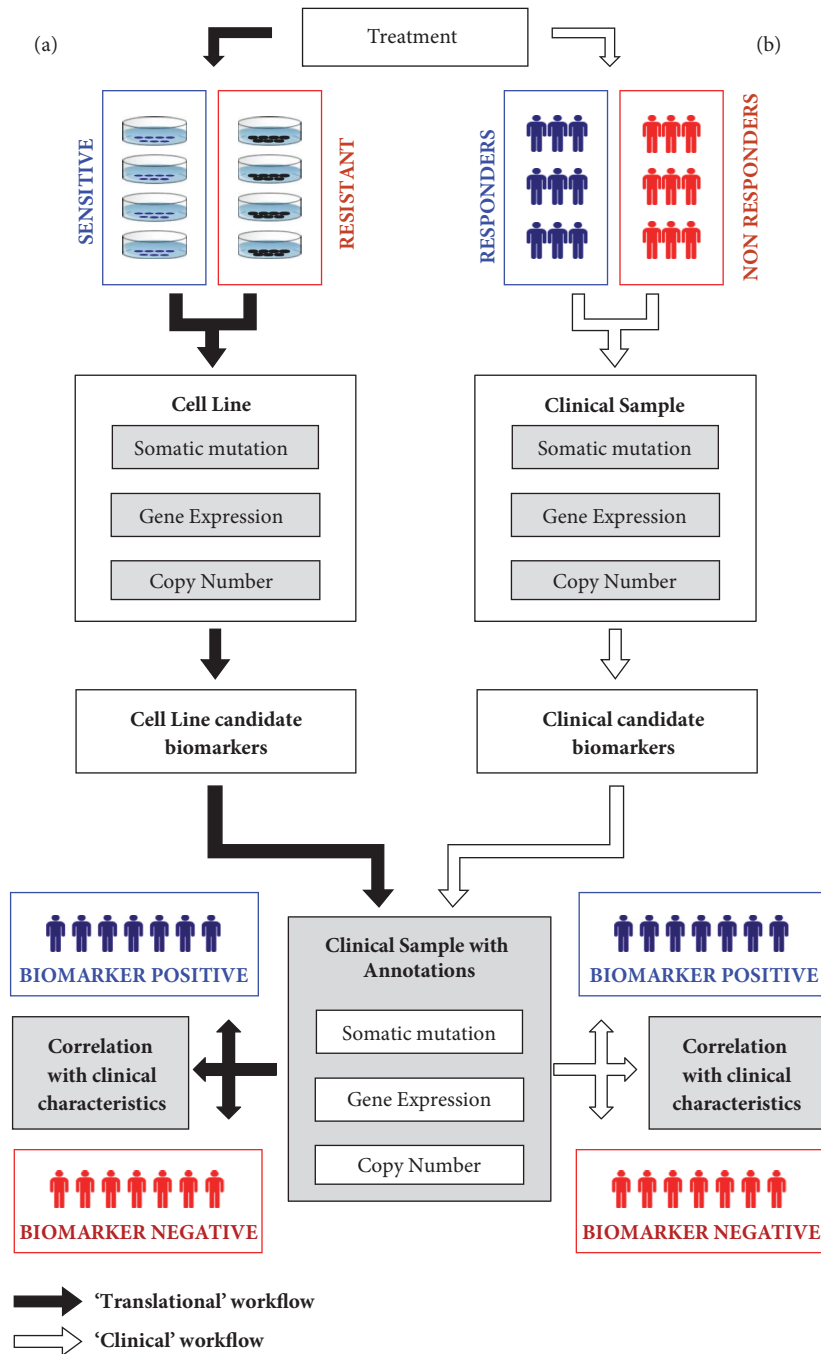 (a)
Treatment
(b)
SENSITIVE
RESISTANT
RESPONDERS
NON RESPONDERS
Cell Line
Somatic mutation
Gene Expression
Copy Number
Clinical Sample
Somatic mutation
Gene Expression
Copy Number
Cell Line candidate
biomarkers
Clinical candidate
biomarkers
BIOMARKER POSITIVE
Correlation
with clinical
characteristics
BIOMARKER NEGATIVE
Clinical Sample with
Annotations
Somatic mutation
Gene Expression
Copy Number
BIOMARKER POSITIVE
Correlation
with clinical
characteristics
BIOMARKER NEGATIVE
‘Translational’ workflow
‘Clinical’ workflow